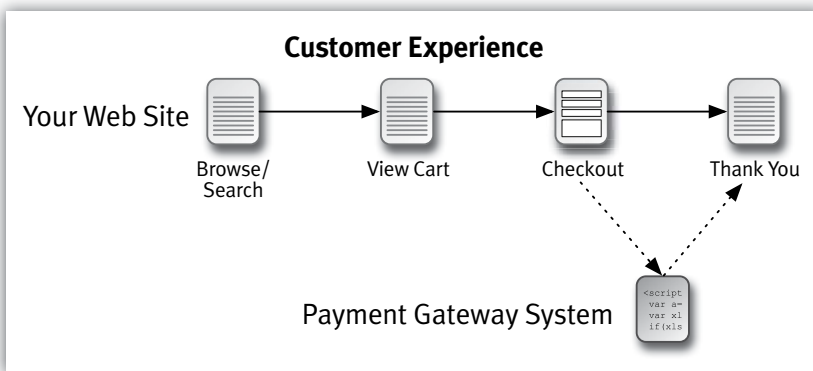 Customer Experience
Your Web Site
Browse/
Search
View Cart
Checkout
Thank You
Payment Gateway System
<script
var a=
var xl
if(xls